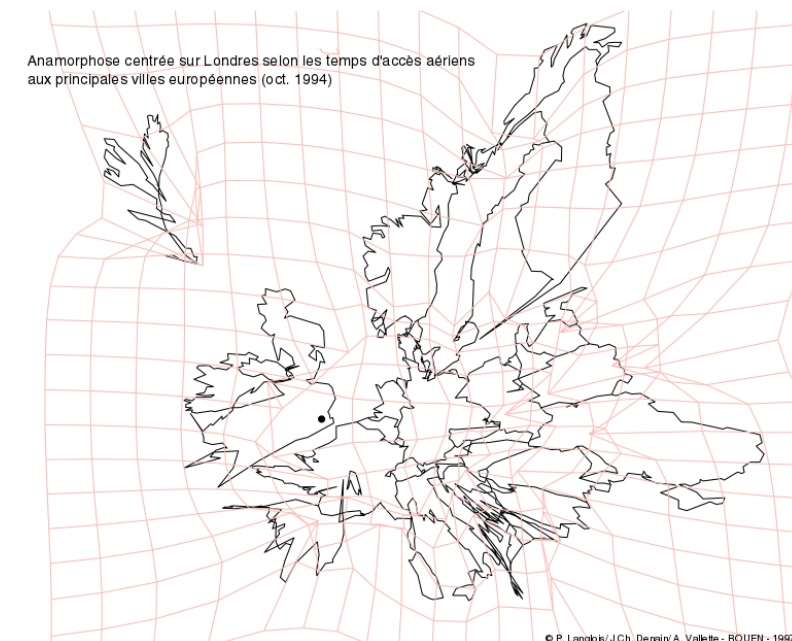 Anamorphose centrée sur Londres selon les temps d'accès aériens
aux principales villes européennes (oct. 1994)
© P. Langlois/ J.Ch. Denain/ A. Vallette - ROUEN -